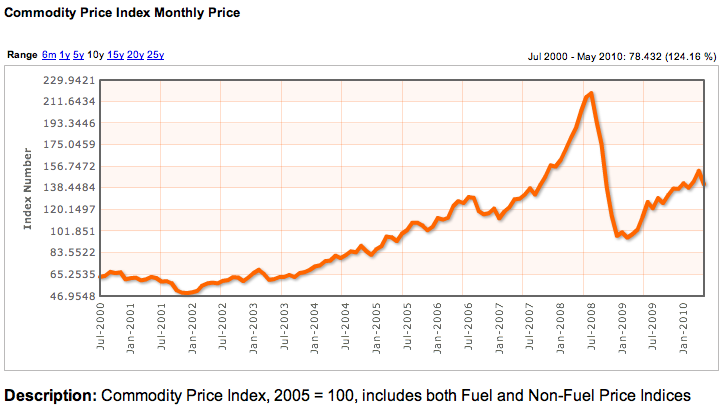 Commodity Price Index Monthly Price
Range 6m 1y 5y 10y 15y 20y 25y
Jul 2000 - May 2010: 78.432 (124.16 %)
Index Number
229.9421
211.6434
193.3446
175.0459
156.7472
138.4484
120.1497
101.851
83.5522
65.2535
46.9548
Jul-2000
Jan-2001
Jul-2001
Jan-2002
Jul-2002
Jan-2003
Jul-2003
Jan-2004
Jul-2004
Jan-2005
Jul-2005
Jan-2006
Jul-2006
Jan-2007
Jul-2007
Jan-2008
Jul-2008
Jan-2009
Jul-2009
Jan-2010
Description: Commodity Price Index, 2005 = 100, includes both Fuel and Non-Fuel Price Indices